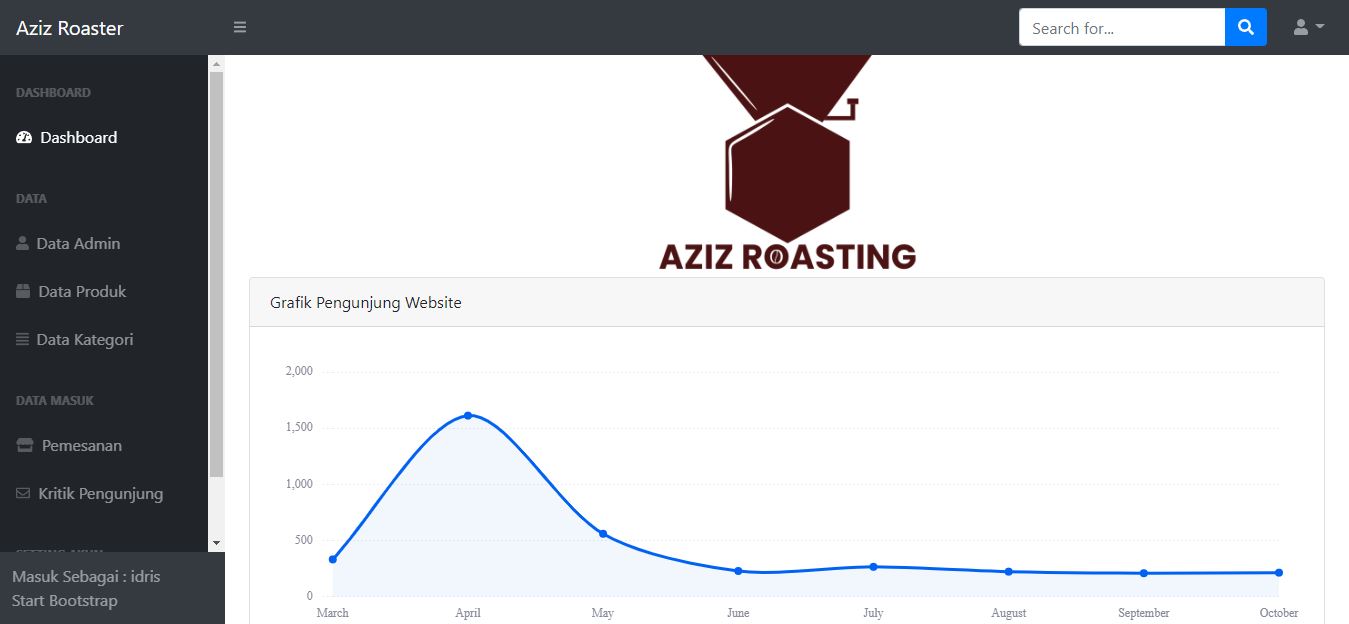 Aziz Roaster
Search for...
DASHBOARD
Dashboard
DATA
Data Admin
Data Produk
Data Kategori
DATA MASUK
Pemesanan
Kritik Pengunjung
Masuk Sebagai : idris
Start Bootstrap
AZIZ ROASTING
Grafik Pengunjung Website
2,000
1,500
1,000
500
0
March April May June July August September October